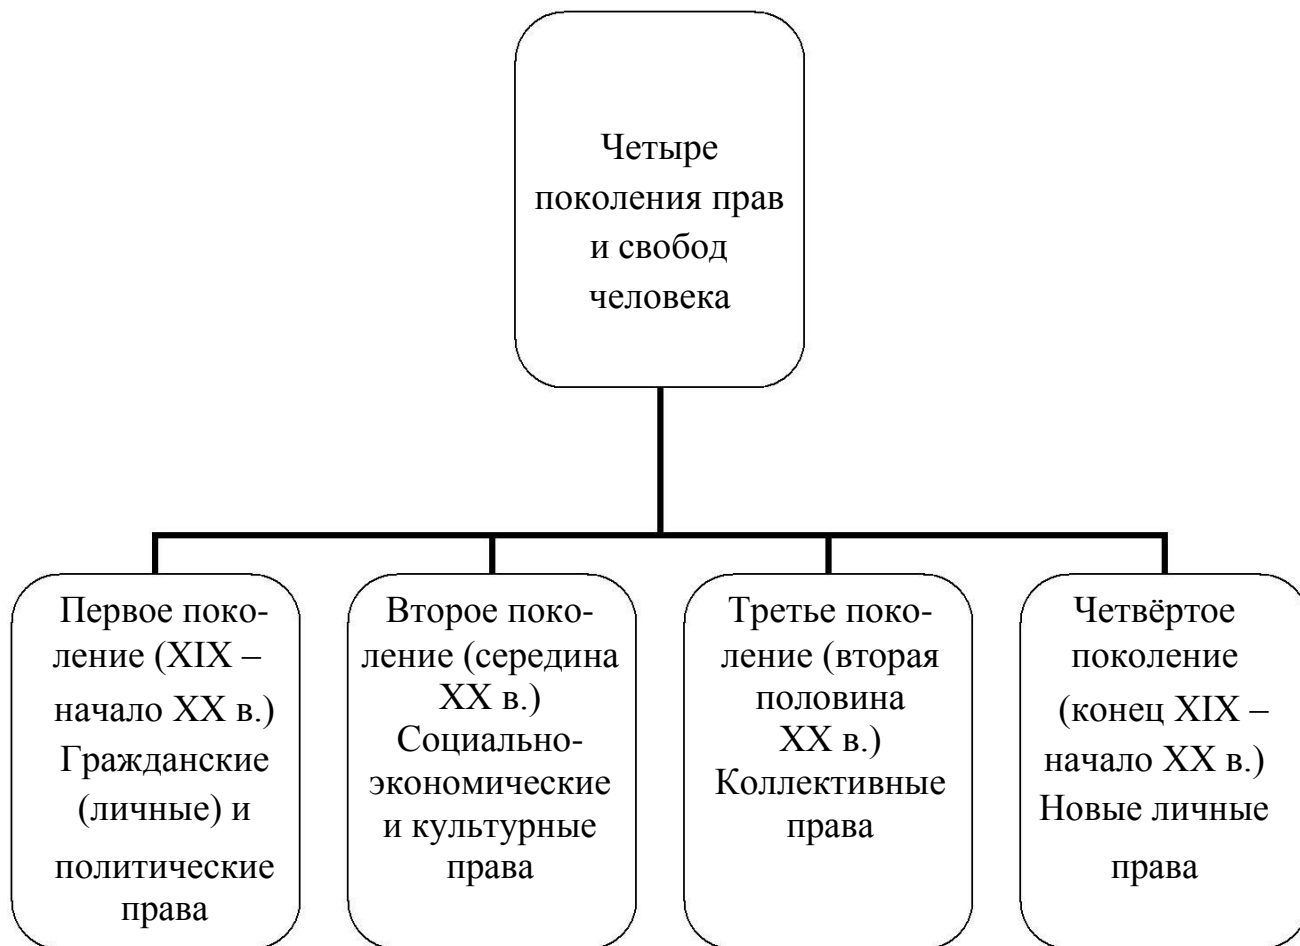 Четыре
поколения прав
и свобод
человека
Первое поко-
ление (XIX –
начало XX в.)
Гражданские
(личные) и
политические
права
Второе поко-
ление (середина
XX в.)
Социально-
экономические
и культурные
права
Третье поко-
ление (вторая
половина
XX в.)
Коллективные
права
Четвёртое
поколение
(конец XIX –
начало XX в.)
Новые личные
права